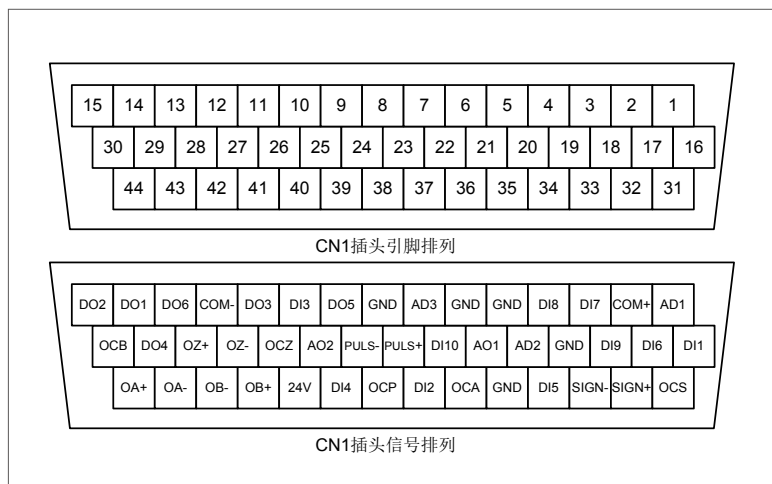 15 14 13 12 11 10 9 8 7 6 5 4 3 2 1
30 29 28 27 26 25 24 23 22 21 20 19 18 17 16
44 43 42 41 40 39 38 37 36 35 34 33 32 31
CN1插头引脚排列
DO2 DO1 DO6 COM- DO3 DI3 DO5 GND AD3 GND GND DI8 DI7 COM+ AD1
OCB DO4 OZ+ OZ- OCZ AO2 PULS- PULS+ DI10 AO1 AD2 GND DI9 DI6 DI1
OA+ OA- OB- OB+ 24V DI4 OCP DI2 OCA GND DI5 SIGN- SIGN+ OCS
CN1插头信号排列